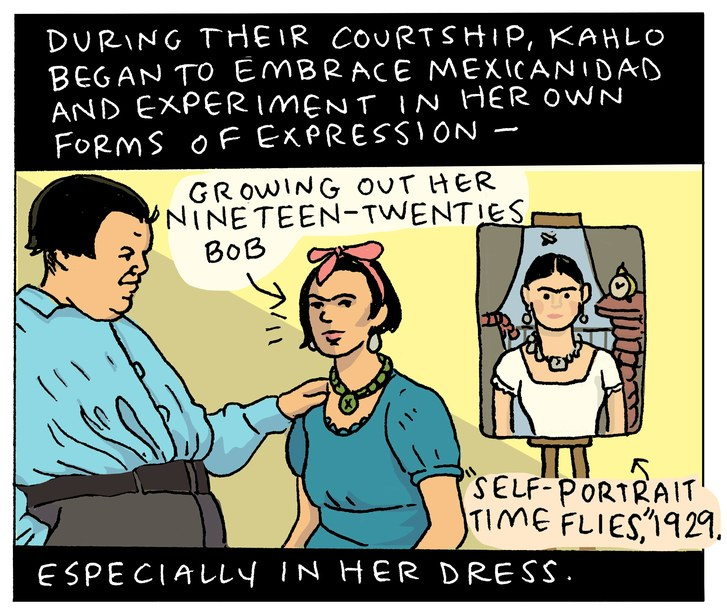 DURING THEIR COURTSHIP, KAHLO
BEGAN TO EMBRACE MEXICANIDAD
AND EXPERIMENT IN HER OWN
FORMS OF EXPRESSION —
GROWING OUT HER
NINETEEN-TWENTIES
BOB
X
"SELF-PORTRAIT
TIME FLIES," 1929.
ESPECIALLY IN HER DRESS.